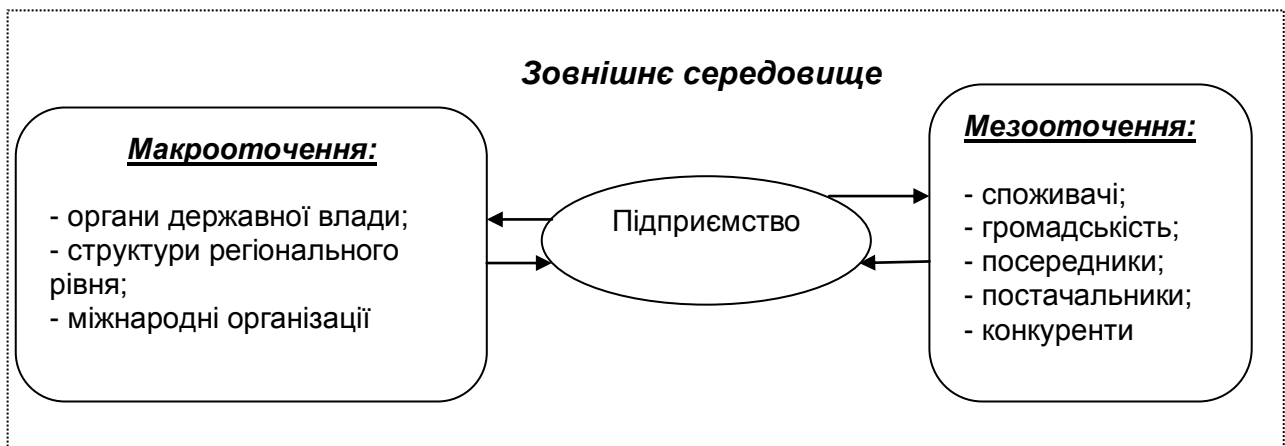 Зовнішнє середовище
Макрооточення:
- органи державної влади;
- структури регіонального
рівня;
- міжнародні організації
Підприємство
Мезооточення:
- споживачі;
- громадськість;
- посередники;
- постачальники;
- конкуренти